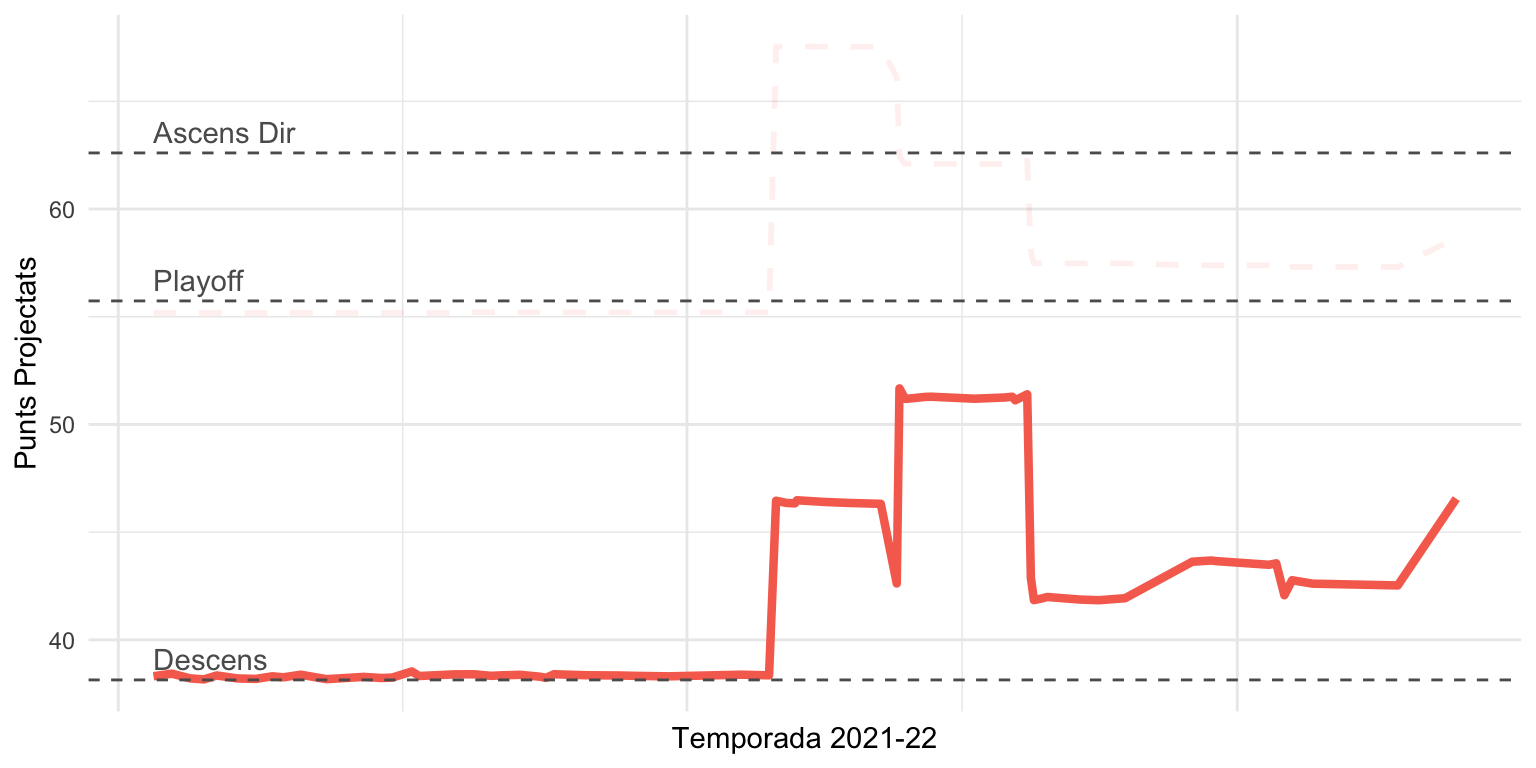 Ascens Dir
60
Playoff
50
40
Descens
Punts Projectats
Temporada 2021-22